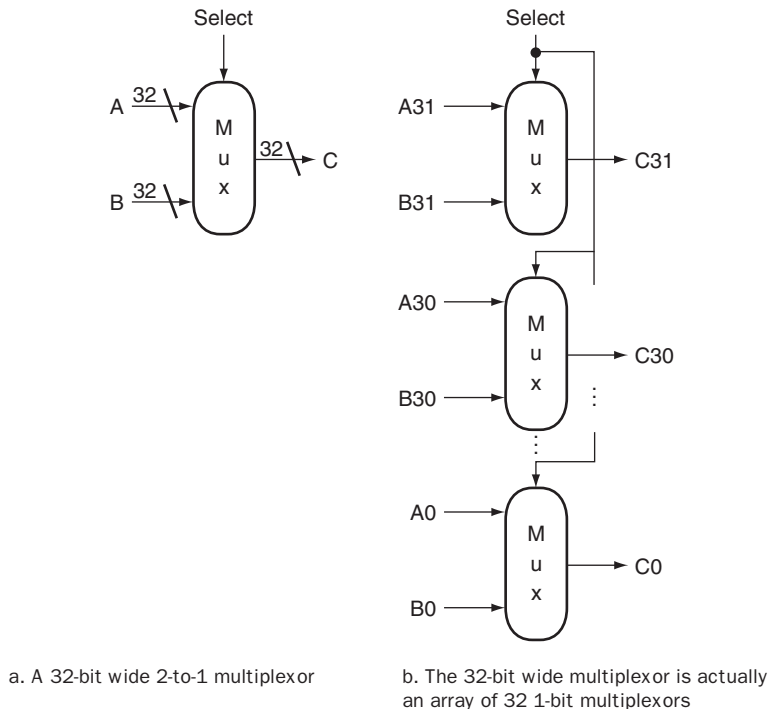 Select
A 32
M
u
x
32 C
B 32
a. A 32-bit wide 2-to-1 multiplexor
Select
A31
M
u
x
C31
B31
A30
M
u
x
C30
B30
A0
M
u
x
C0
B0
b. The 32-bit wide multiplexor is actually
an array of 32 1-bit multiplexors